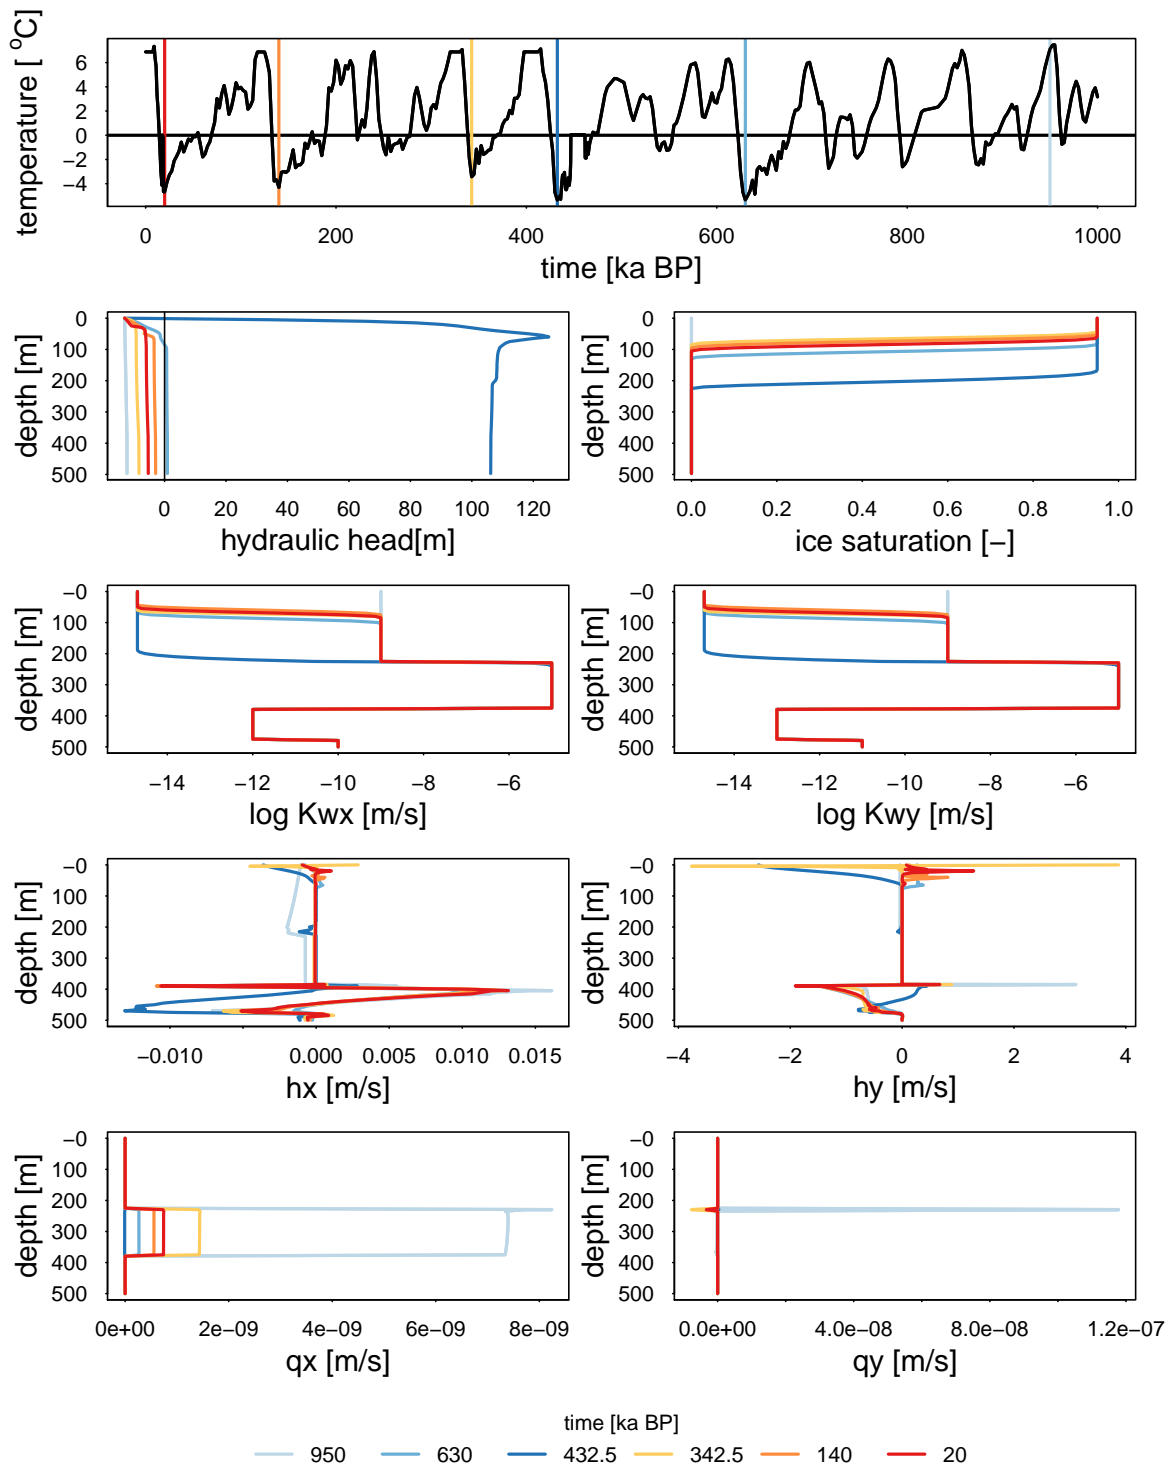 temperature [ °C]
6
4
2
0
−2
−4
0 200 400 600 800 1000
time [ka BP]
depth [m]
0
100
200
300
400
500
0 20 40 60 80 100 120
hydraulic head[m]
depth [m]
0
100
200
300
400
500
0.0 0.2 0.4 0.6 0.8 1.0
ice saturation [−]
depth [m]
−0
100
200
300
400
500
−14 −12 −10 −8 −6
log Kwx [m/s]
depth [m]
−0
100
200
300
400
500
−14 −12 −10 −8 −6
log Kwy [m/s]
depth [m]
−0
100
200
300
400
500
−0.010 0.000 0.005 0.010 0.015
hx [m/s]
depth [m]
−0
100
200
300
400
500
−4 −2 0 2 4
hy [m/s]
depth [m]
−0
100
200
300
400
500
0e+00 2e−09 4e−09 6e−09 8e−09
qx [m/s]
depth [m]
−0
100
200
300
400
500
0.0e+00 4.0e−08 8.0e−08 1.2e−07
qy [m/s]
time [ka BP]
950 630 432.5 342.5 140 20